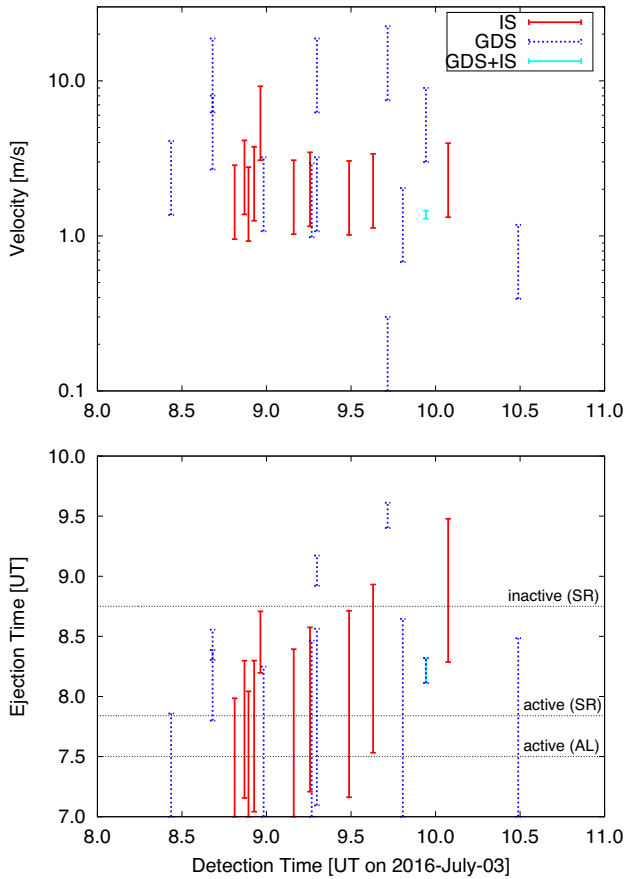 IS
GDS
GDS+IS
10.0
1.0
0.1
Velocity [m/s]
8.0 8.5 9.0 9.5 10.0 10.5 11.0
10.0
9.5
9.0
8.5
8.0
7.5
7.0
Ejection Time [UT]
inactive (SR)
active (SR)
active (AL)
8.0 8.5 9.0 9.5 10.0 10.5 11.0
Detection Time [UT on 2016-July-03]